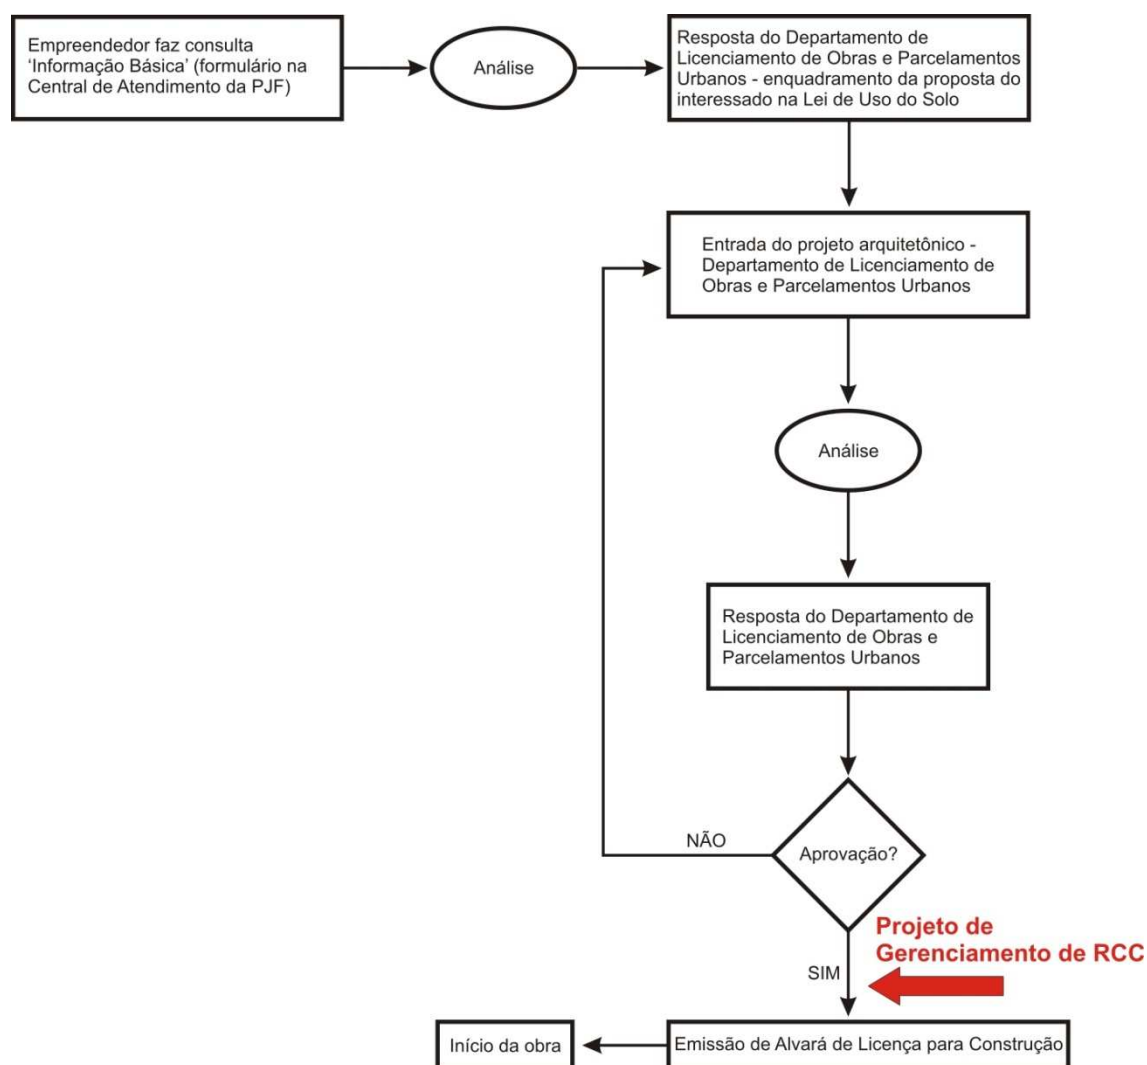 Empreendedor faz consulta
‘Informação Básica’ (formulário na
Central de Atendimento da PJF)
Análise
Resposta do Departamento de
Licenciamento de Obras e Parcelamentos
Urbanos - enquadramento da proposta do
interessado na Lei de Uso do Solo
Entrada do projeto arquitetônico -
Departamento de Licenciamento de
Obras e Parcelamentos Urbanos
Análise
Resposta do Departamento de
Licenciamento de Obras e
Parcelamentos Urbanos
NÃO
Aprovação?
Projeto de
Gerenciamento de RCC
SIM
Início da obra
Emissão de Alvará de Licença para Construção